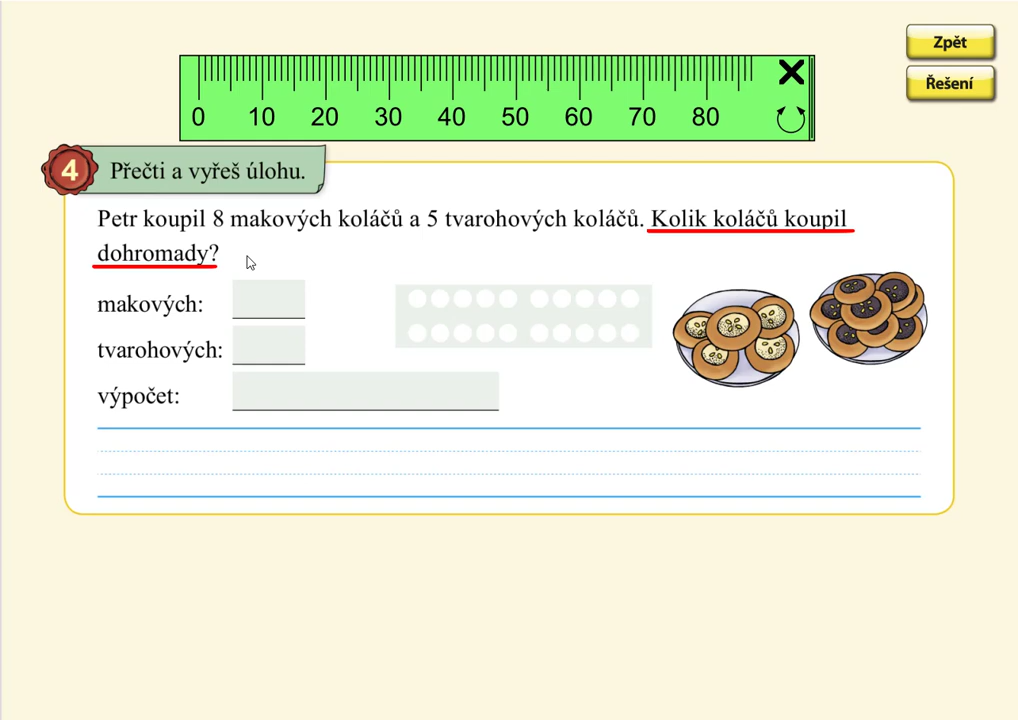 Zpět
Řešení
0 10 20 30 40 50 60 70 80
4 Přečti a vyřeš úlohu.
Petr koupil 8 makových koláčů a 5 tvarohových koláčů. Kolik koláčů koupil
dohromady?
makových:
tvarohových:
výpočet: